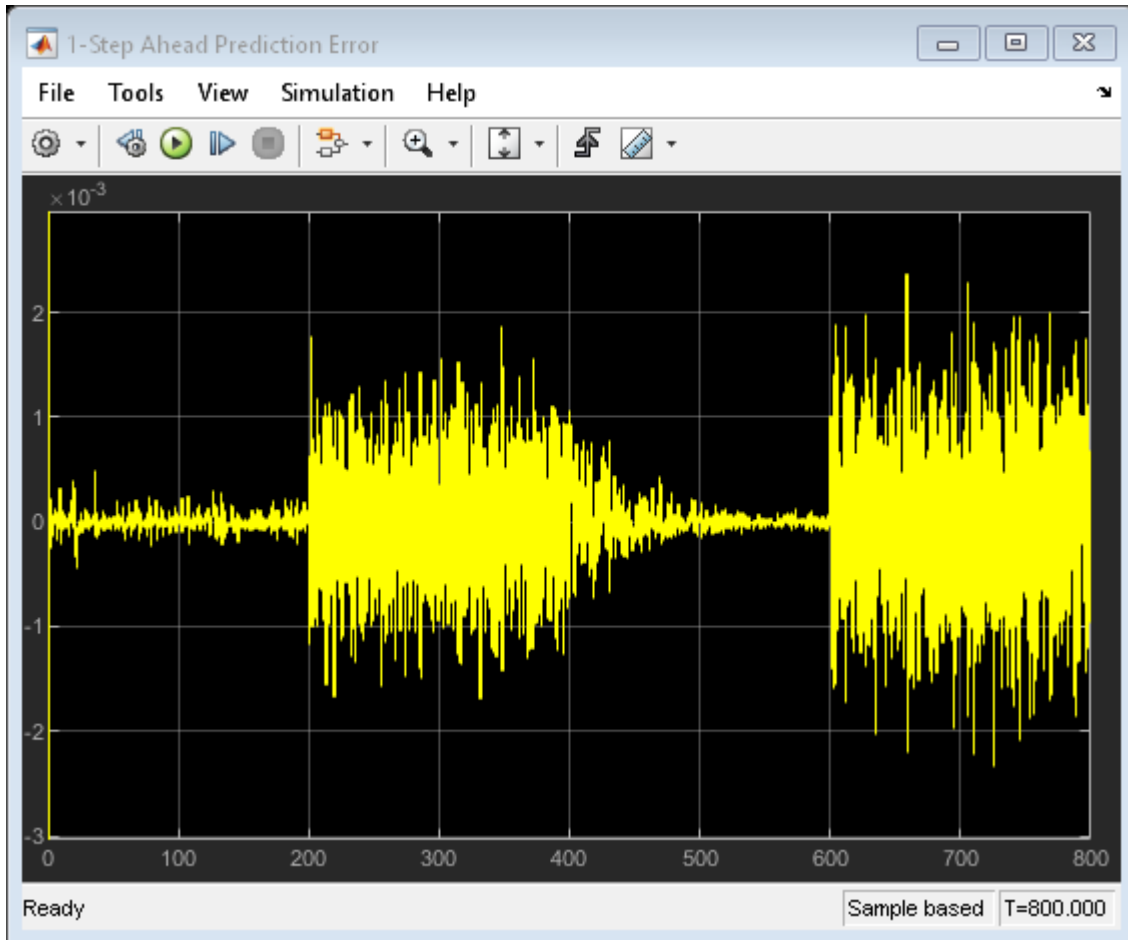 1-Step Ahead Prediction Error
File Tools View Simulation Help
×10⁻³
2
1
0
-1
-2
-3
0 100 200 300 400 500 600 700 800
Ready Sample based T=800.000